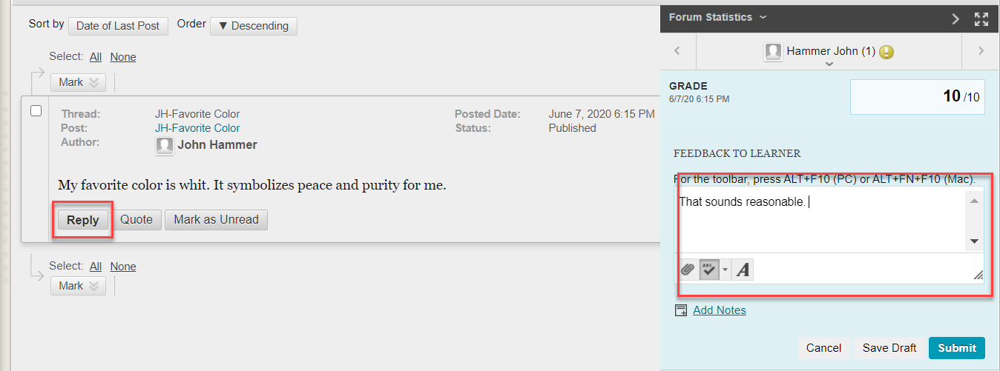 Sort by Date of Last Post Order ▼ Descending
Select: All None
Mark
Thread: JH-Favorite Color Posted Date: June 7, 2020 6:15 PM
Post: JH-Favorite Color Status: Published
Author: John Hammer
My favorite color is whit. It symbolizes peace and purity for me.
Reply Quote Mark as Unread
Select: All None
Mark
Forum Statistics
Hammer John (1)
GRADE
6/7/20 6:15 PM
10 /10
FEEDBACK TO LEARNER
For the toolbar, press ALT+F10 (PC) or ALT+FN+F10 (Mac).
That sounds reasonable.
ABC A
Add Notes
Cancel Save Draft Submit